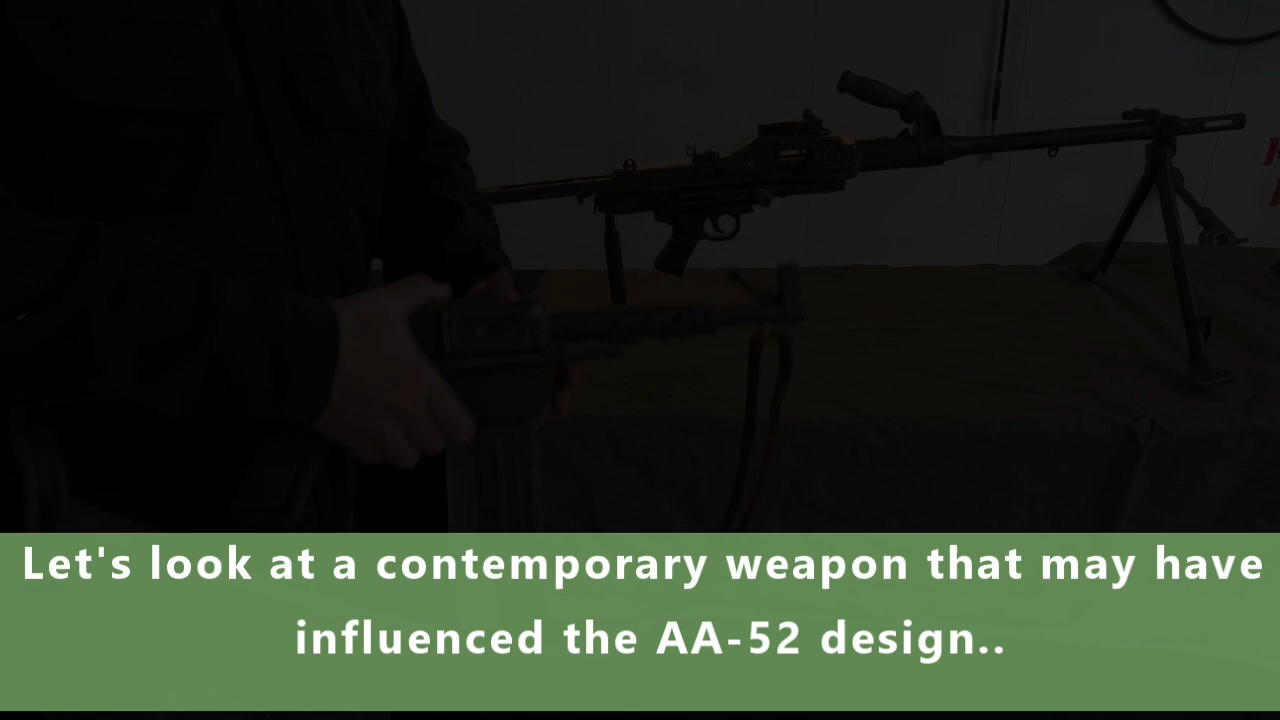 Let's look at a contemporary weapon that may have
influenced the AA-52 design..